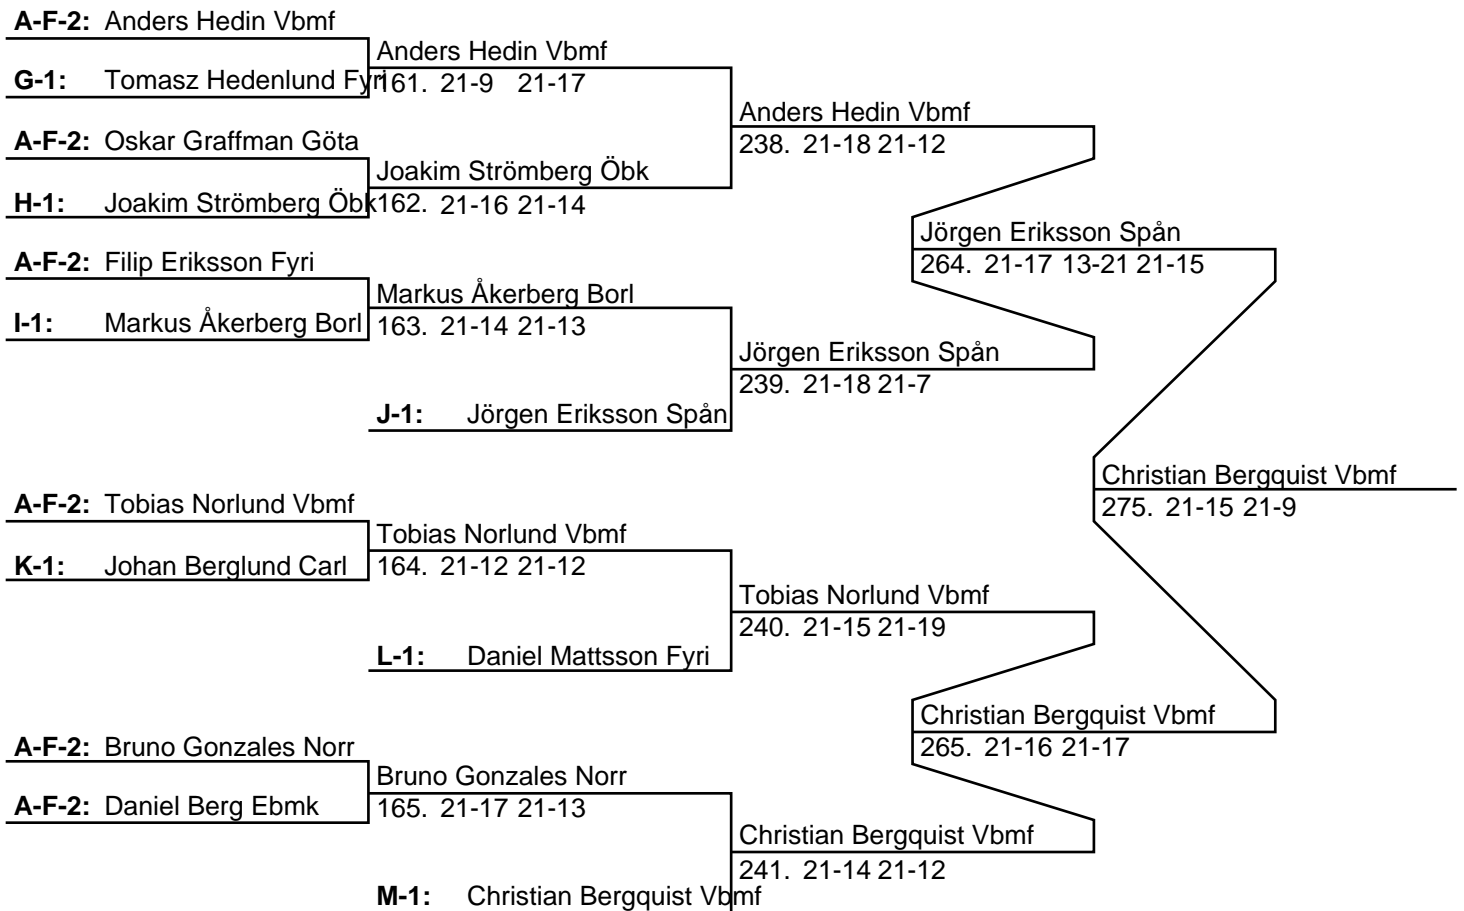 A-F-2: Anders Hedin Vbmf
Anders Hedin Vbmf
G-1: Tomasz Hedenlund Fyri
161. 21-9 21-17
Anders Hedin Vbmf
238. 21-18 21-12
A-F-2: Oskar Graffman Göta
Joakim Strömberg Öbk
H-1: Joakim Strömberg Öbk
162. 21-16 21-14
Jörgen Eriksson Spån
264. 21-17 13-21 21-15
A-F-2: Filip Eriksson Fyri
Markus Åkerberg Borl
I-1: Markus Åkerberg Borl
163. 21-14 21-13
Jörgen Eriksson Spån
239. 21-18 21-7
J-1: Jörgen Eriksson Spån
Christian Bergquist Vbmf
275. 21-15 21-9
A-F-2: Tobias Norlund Vbmf
Tobias Norlund Vbmf
K-1: Johan Berglund Carl
164. 21-12 21-12
Tobias Norlund Vbmf
240. 21-15 21-19
L-1: Daniel Mattsson Fyri
Christian Bergquist Vbmf
265. 21-16 21-17
A-F-2: Bruno Gonzales Norr
Bruno Gonzales Norr
A-F-2: Daniel Berg Ebmk
165. 21-17 21-13
Christian Bergquist Vbmf
241. 21-14 21-12
M-1: Christian Bergquist Vbmf